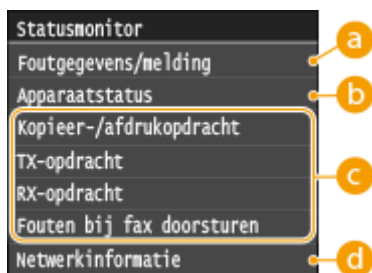 Statusmonitor
Foutgegevens/melding
a
Apparaatstatus
b
Kopieer-/afdrukopdracht
TX-opdracht
c
RX-opdracht
Fouten bij fax doorsturen
Netwerkinformatie
d